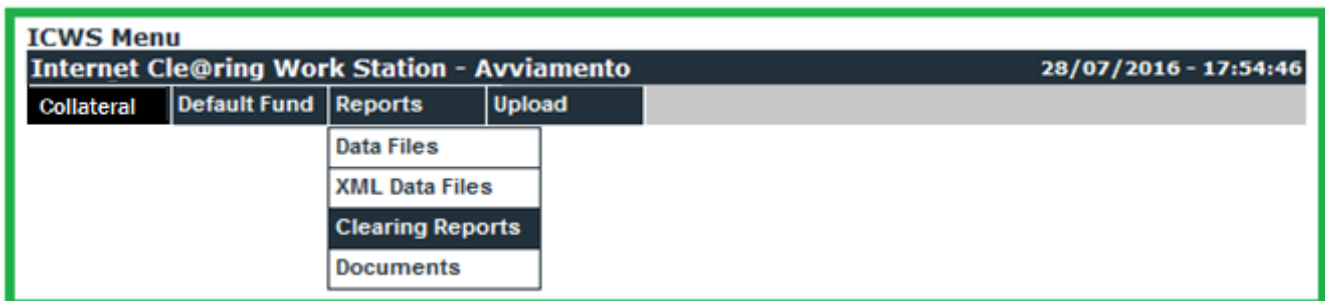 ICWS Menu
Internet Cle@ring Work Station - Avviamento 28/07/2016 - 17:54:46
Collateral Default Fund Reports Upload
Data Files
XML Data Files
Clearing Reports
Documents